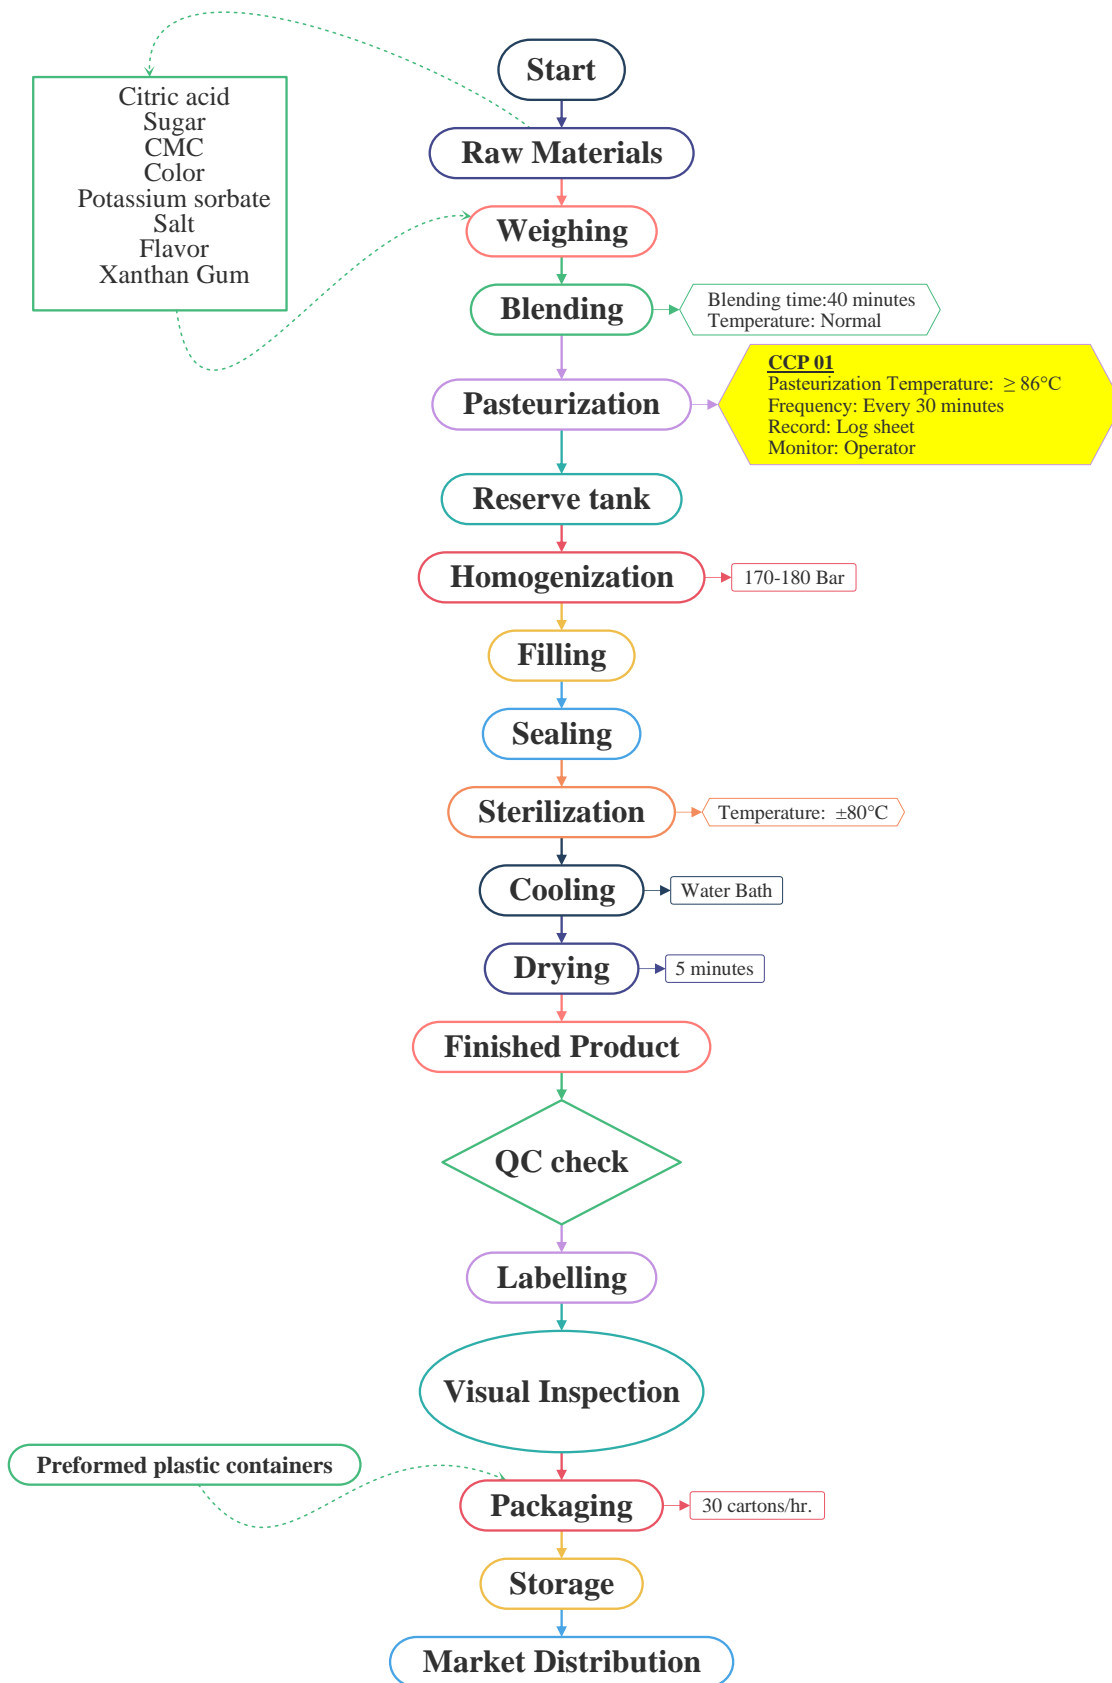 Start
Raw Materials
Citric acid
Sugar
CMC
Color
Potassium sorbate
Salt
Flavor
Xanthan Gum
Weighing
Blending
Blending time:40 minutes
Temperature: Normal
Pasteurization
CCP 01
Pasteurization Temperature:  ≥ 86°C
Frequency: Every 30 minutes
Record: Log sheet
Monitor: Operator
Reserve tank
Homogenization
170-180 Bar
Filling
Sealing
Sterilization
Temperature:  ±80°C
Cooling
Water Bath
Drying
5 minutes
Finished Product
QC check
Labelling
Visual Inspection
Preformed plastic containers
Packaging
30 cartons/hr.
Storage
Market Distribution